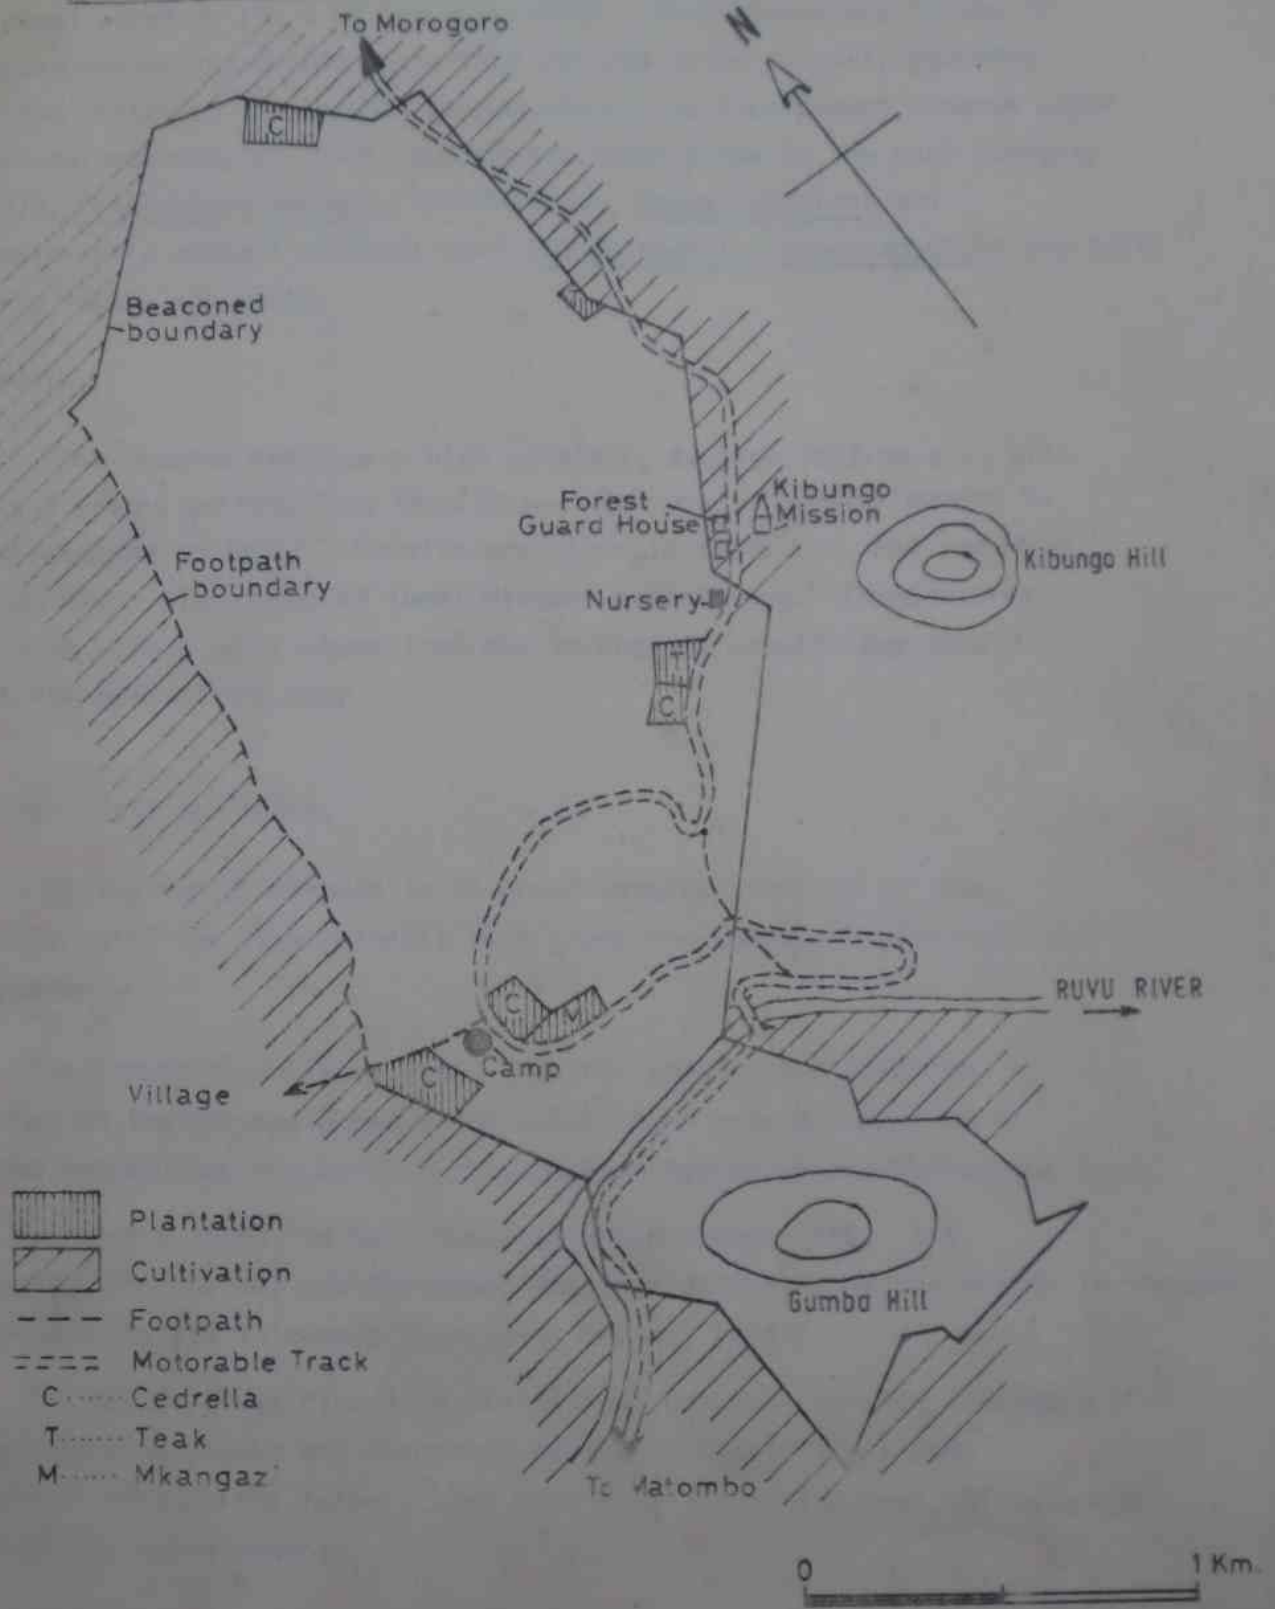 To Morogoro
N
C
Beaconed
boundary
Forest
Guard House
Kibungo
Mission
Kibungo Hill
Footpath
boundary
Nursery
T
C
RUVU RIVER
C
M
Camp
C
Village
Gumba Hill
Plantation
Cultivation
Footpath
Motorable Track
C ...... Cedrella
T ....... Teak
M ...... Mkangaz
To Matombo
0
1 Km.